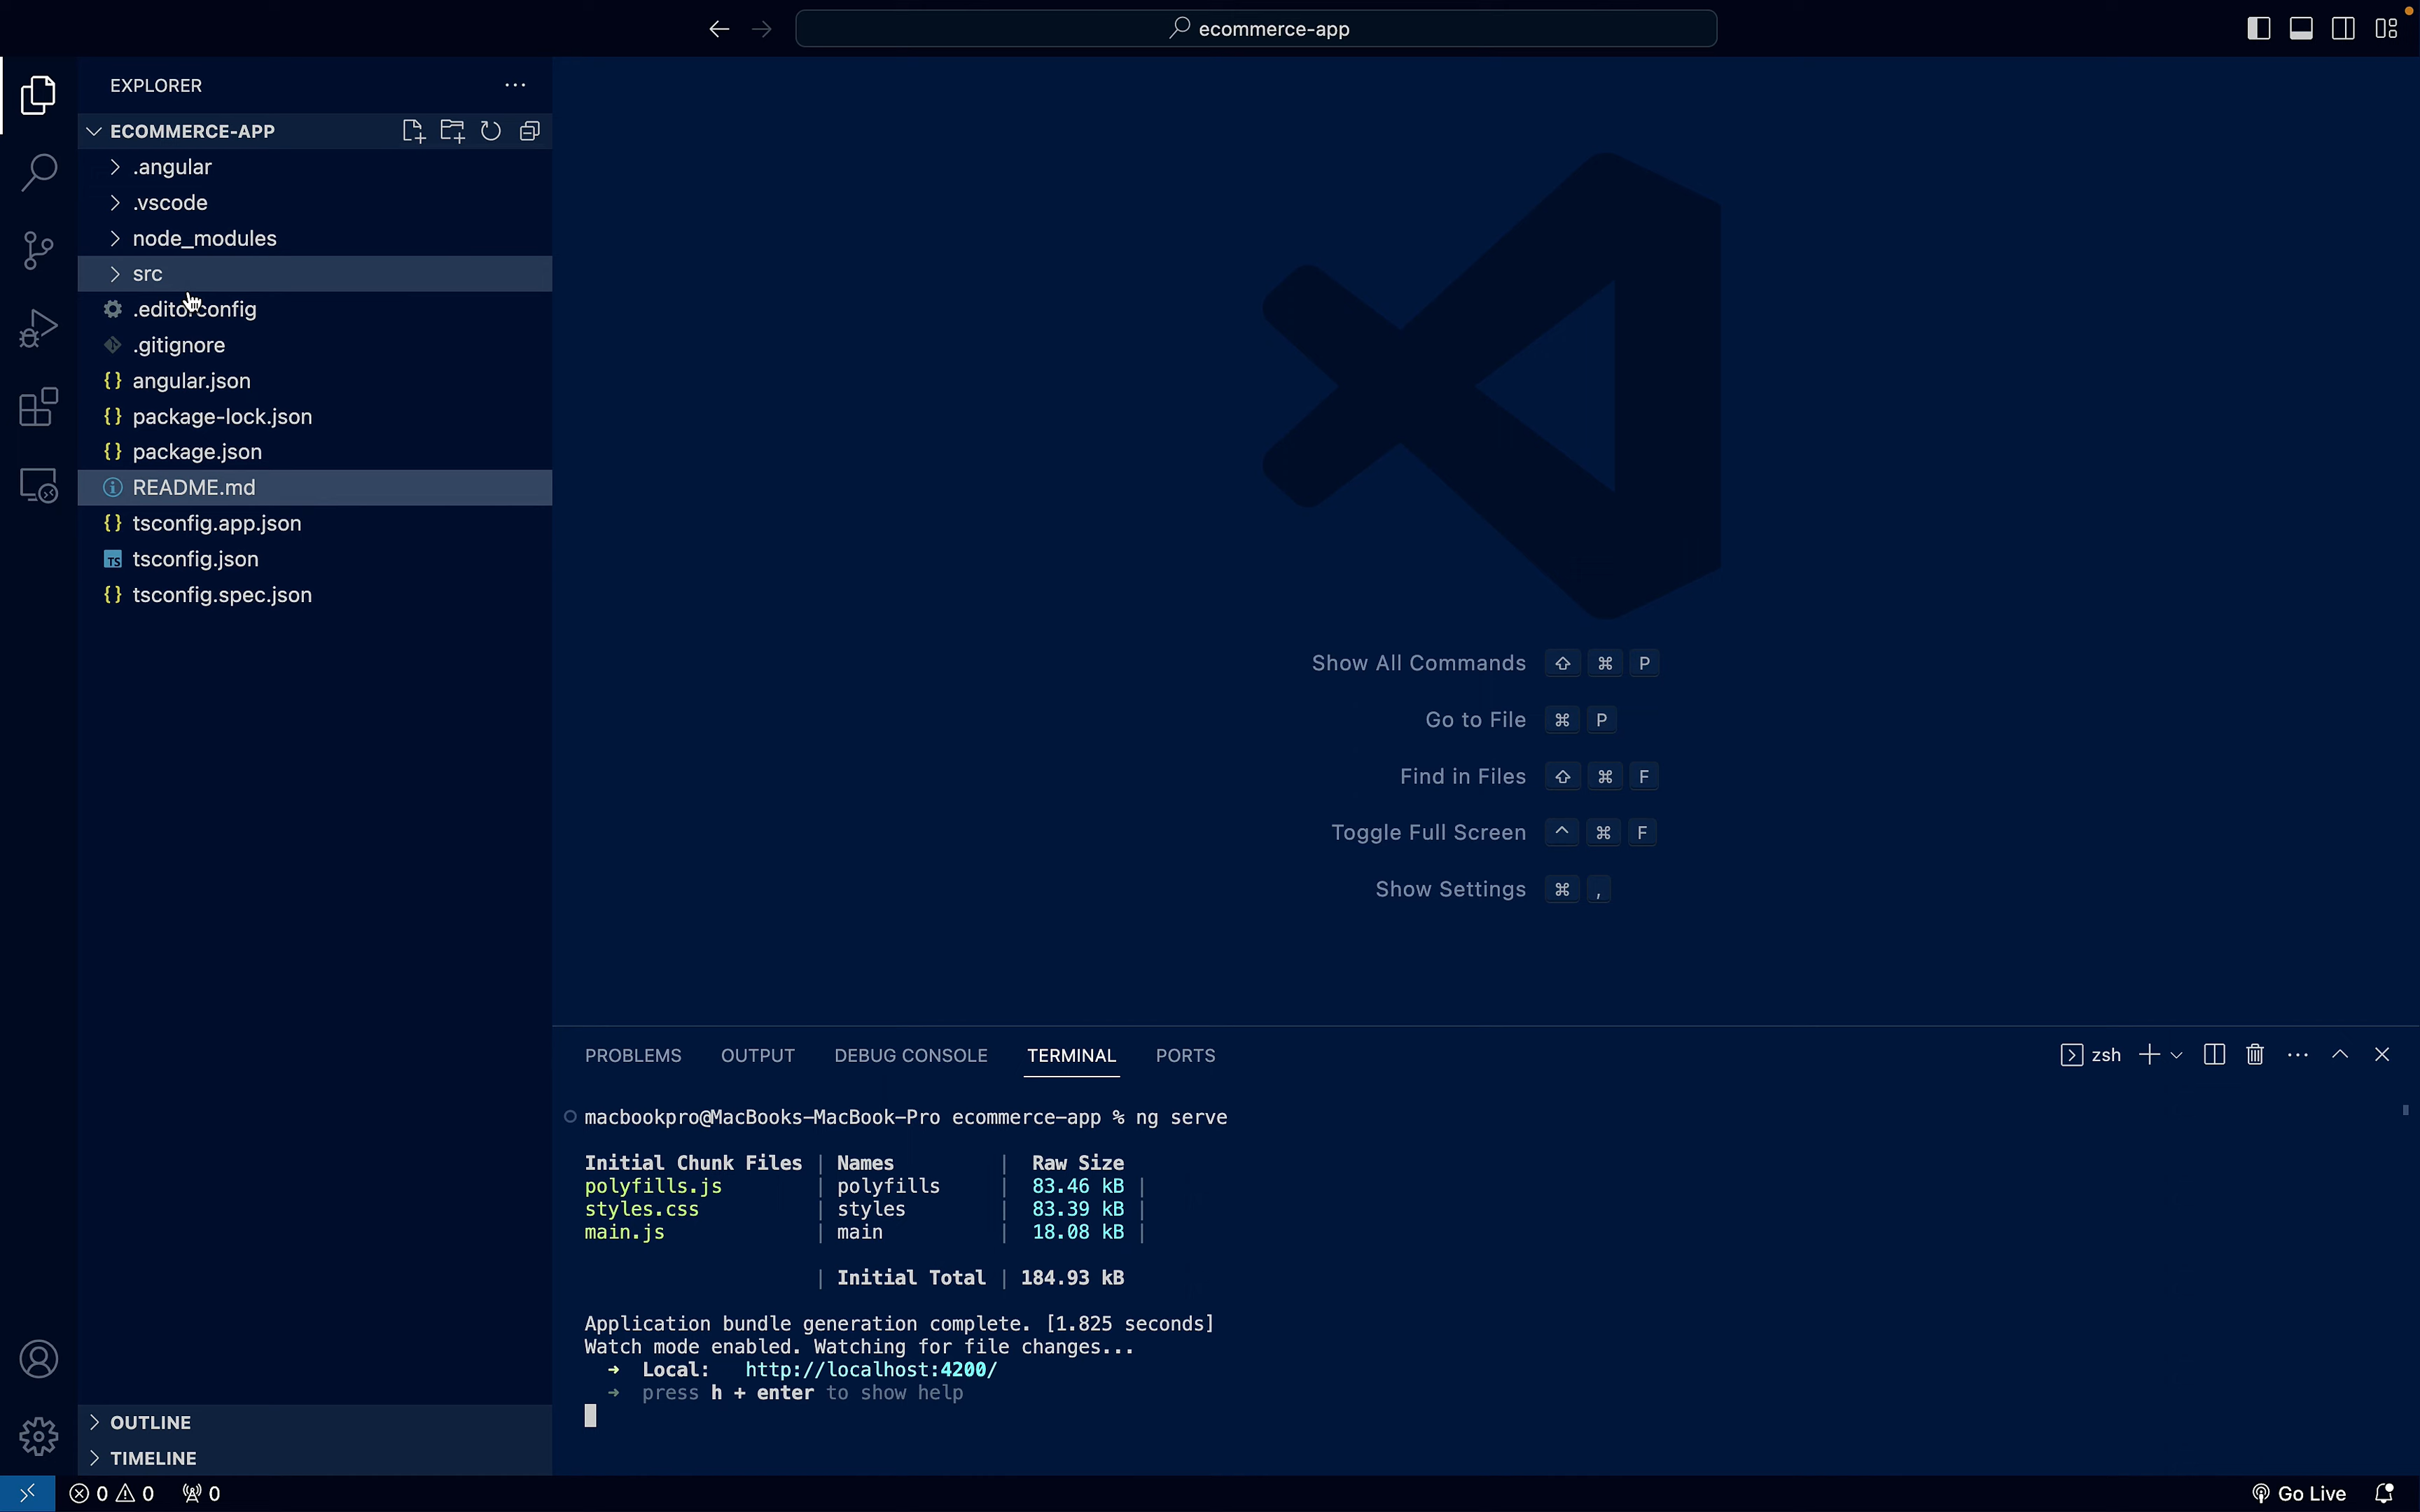 ecommerce-app
EXPLORER
ECOMMERCE-APP
.angular
.vscode
node_modules
src
.editorconfig
.gitignore
angular.json
package-lock.json
package.json
README.md
tsconfig.app.json
TS tsconfig.json
tsconfig.spec.json
OUTLINE
TIMELINE
Show All Commands ⇧ ⌘ P
Go to File ⌘ P
Find in Files ⇧ ⌘ F
Toggle Full Screen ^ ⌘ F
Show Settings ⌘ ,
PROBLEMS OUTPUT DEBUG CONSOLE TERMINAL PORTS zsh
macbookpro@MacBooks-MacBook-Pro ecommerce-app % ng serve
Initial Chunk Files | Names | Raw Size
polyfills.js | polyfills | 83.46 kB |
styles.css | styles | 83.39 kB |
main.js | main | 18.08 kB |
| Initial Total | 184.93 kB
Application bundle generation complete. [1.825 seconds]
Watch mode enabled. Watching for file changes...
➜ Local: http://localhost:4200/
➜ press h + enter to show help
0 0 0 Go Live